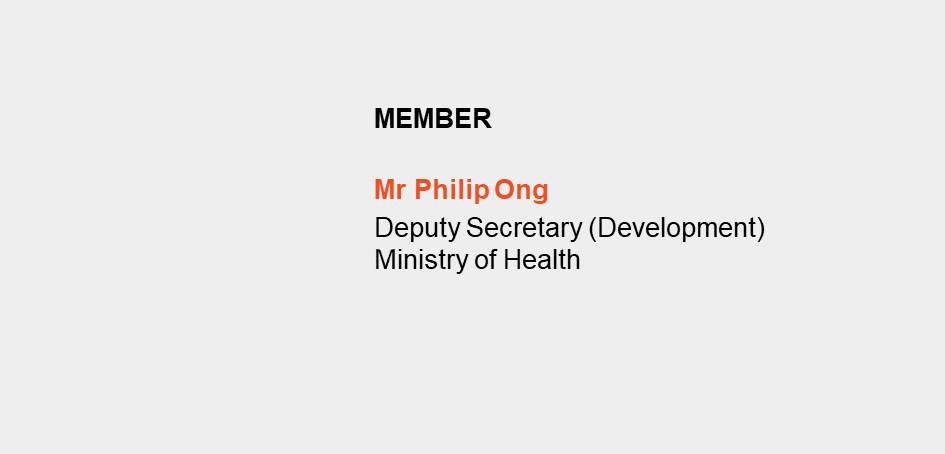 MEMBER
Mr Philip Ong
Deputy Secretary (Development)
Ministry of Health